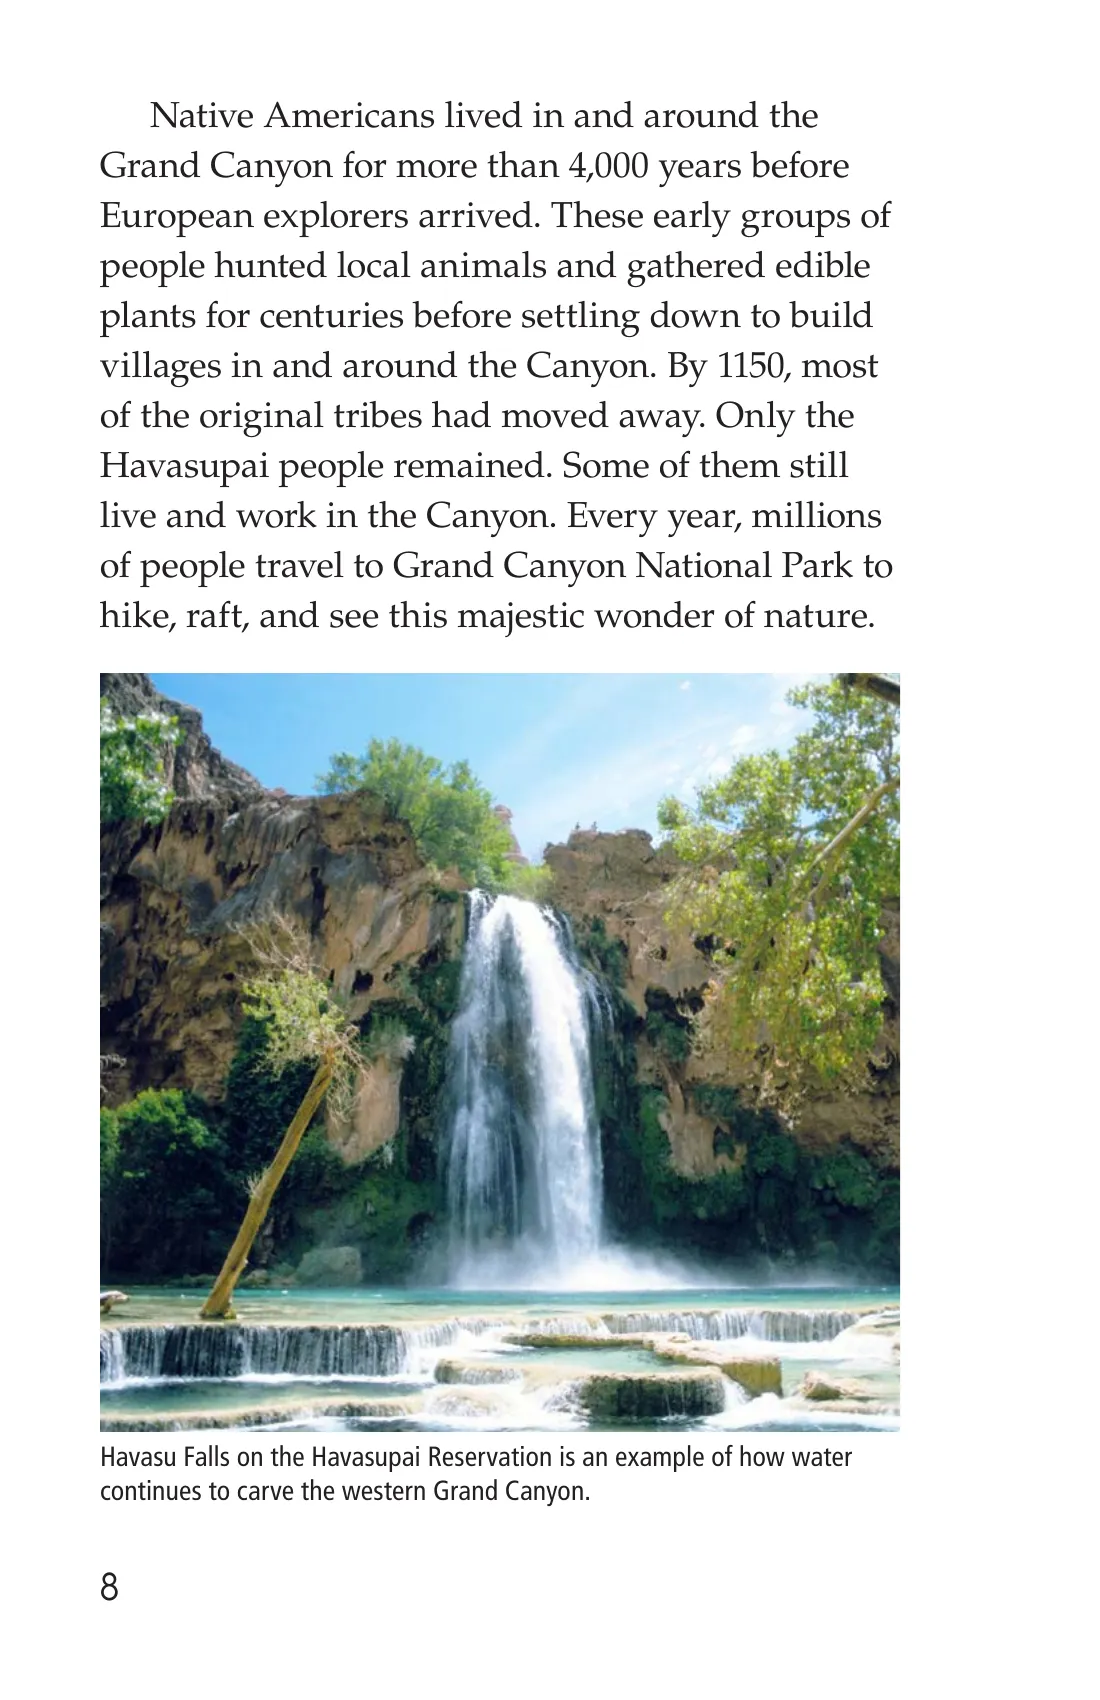 Native Americans lived in and around the
Grand Canyon for more than 4,000 years before
European explorers arrived. These early groups of
people hunted local animals and gathered edible
plants for centuries before settling down to build
villages in and around the Canyon. By 1150, most
of the original tribes had moved away. Only the
Havasupai people remained. Some of them still
live and work in the Canyon. Every year, millions
of people travel to Grand Canyon National Park to
hike, raft, and see this majestic wonder of nature.
Havasu Falls on the Havasupai Reservation is an example of how water
continues to carve the western Grand Canyon.
8